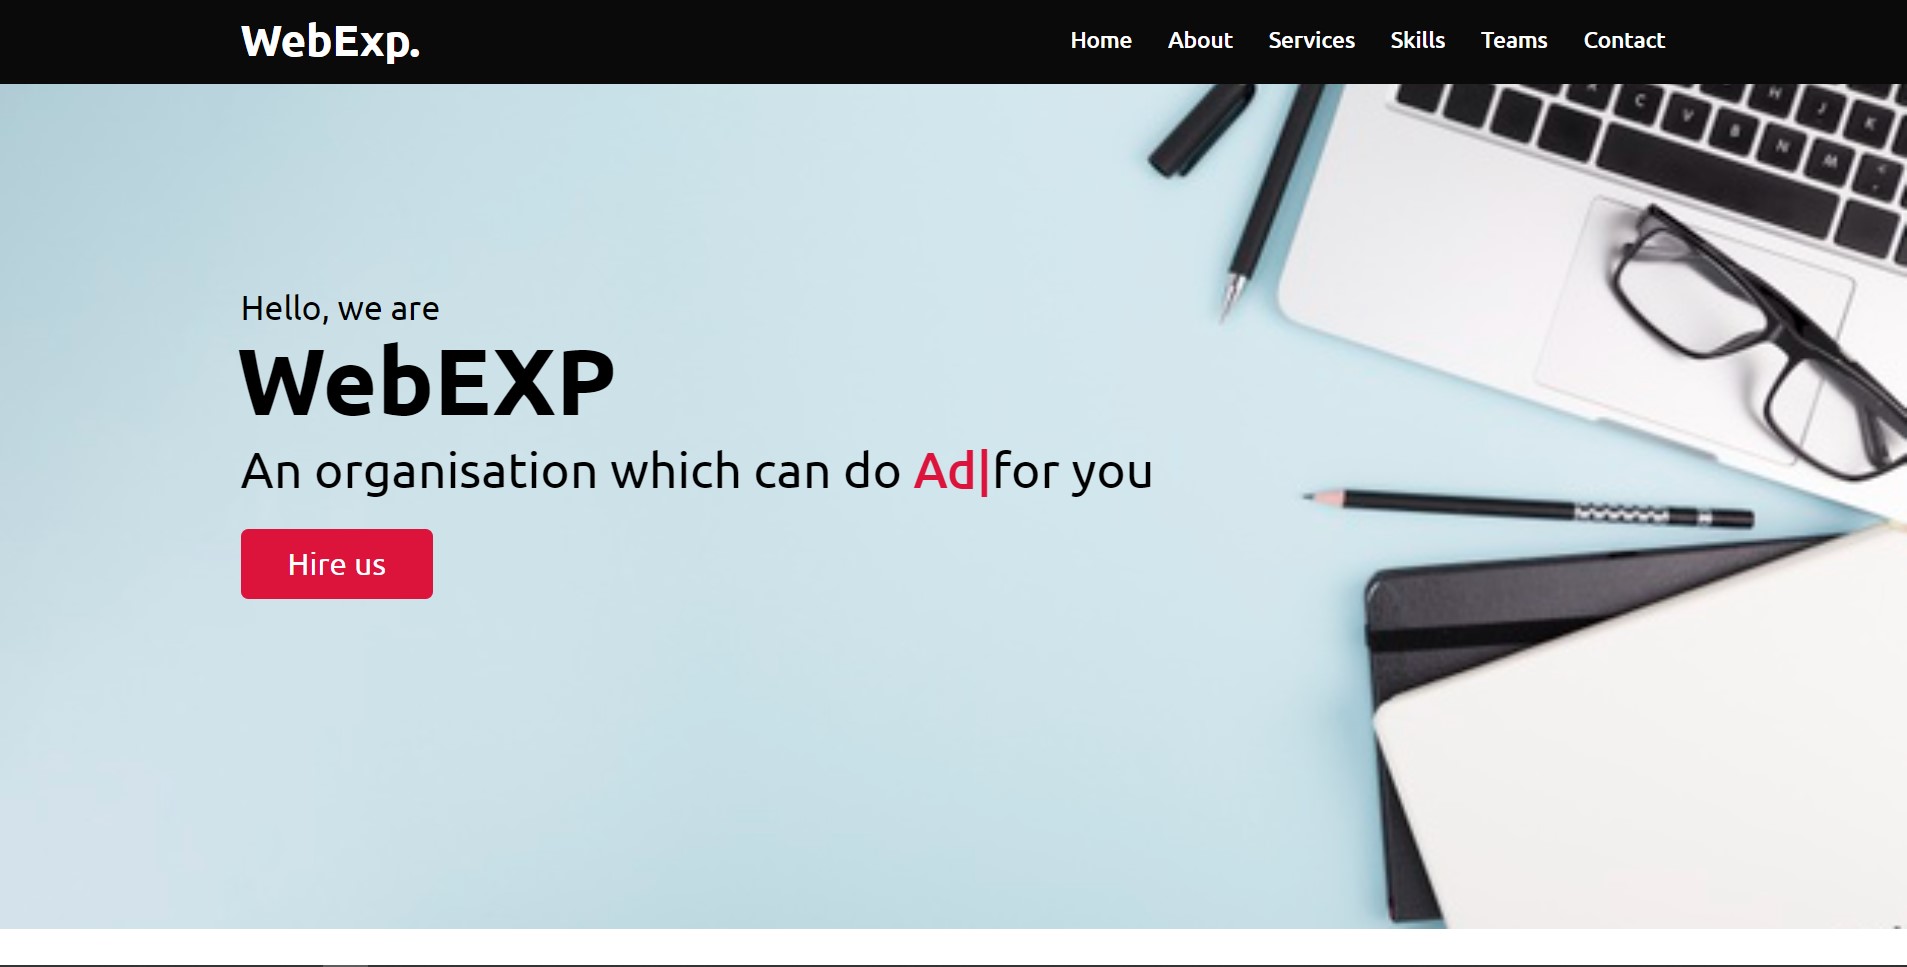 WebExp.
Home About Services Skills Teams Contact
Hello, we are
WebEXP
An organisation which can do Ad|for you
Hire us
C V B N M
H J K